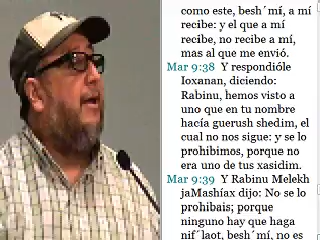 como este, besh´mí, a mí
recibe: y el que a mí
recibe, no recibe a mí,
mas al que me envió.
Mar 9:38 Y respondióle
Ioxanan, diciendo:
Rabinu, hemos visto a
uno que en tu nombre
hacía guerush shedim, el
cual no nos sigue: y se lo
prohibimos, porque no
era uno de tus xasidim.
Mar 9:39 Y Rabinu Melekh
jaMashíax dijo: No se lo
prohibais; porque
ninguno hay que haga
nif´laot, besh´mí, no es